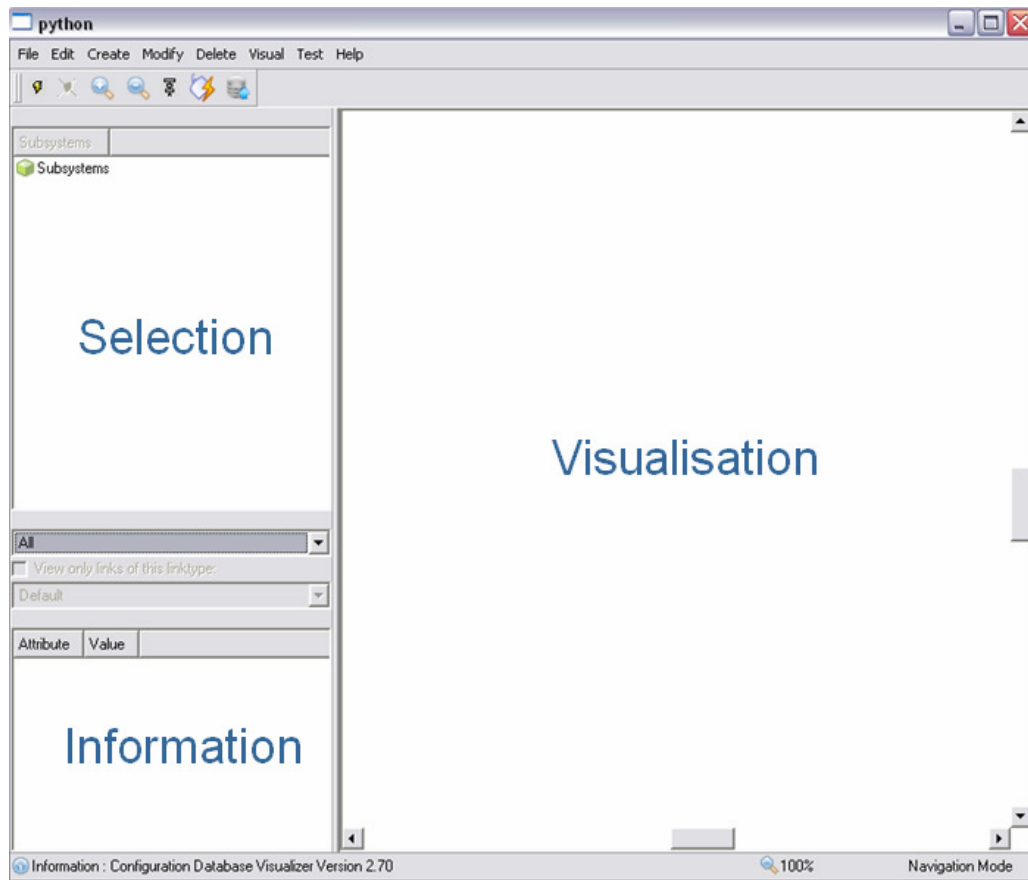 python
File Edit Create Modify Delete Visual Test Help
Subsystems
Subsystems
Selection
Visualisation
All
View only links of this linktype:
Default
Attribute Value
Information
Information : Configuration Database Visualizer Version 2.70 100% Navigation Mode